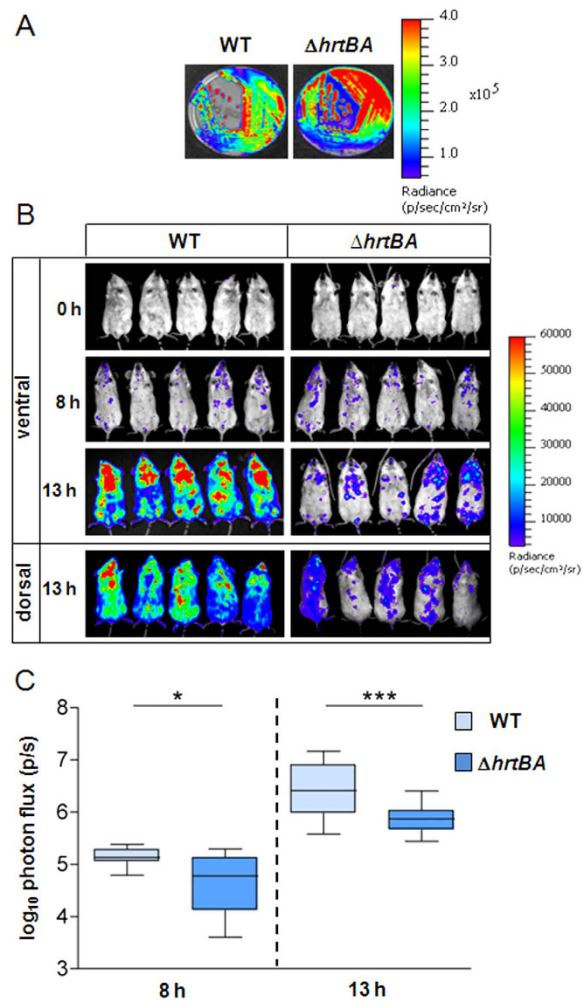 A
WT ΔhrtBA
4.0
3.0
2.0
1.0
x10⁵
Radiance
(p/sec/cm²/sr)
B
WT ΔhrtBA
ventral
0 h
8 h
13 h
dorsal
13 h
60000
50000
40000
30000
20000
10000
Radiance
(p/sec/cm²/sr)
C
log₁₀ photon flux (p/s)
8
7
6
5
4
3
* ***
WT
ΔhrtBA
8 h 13 h